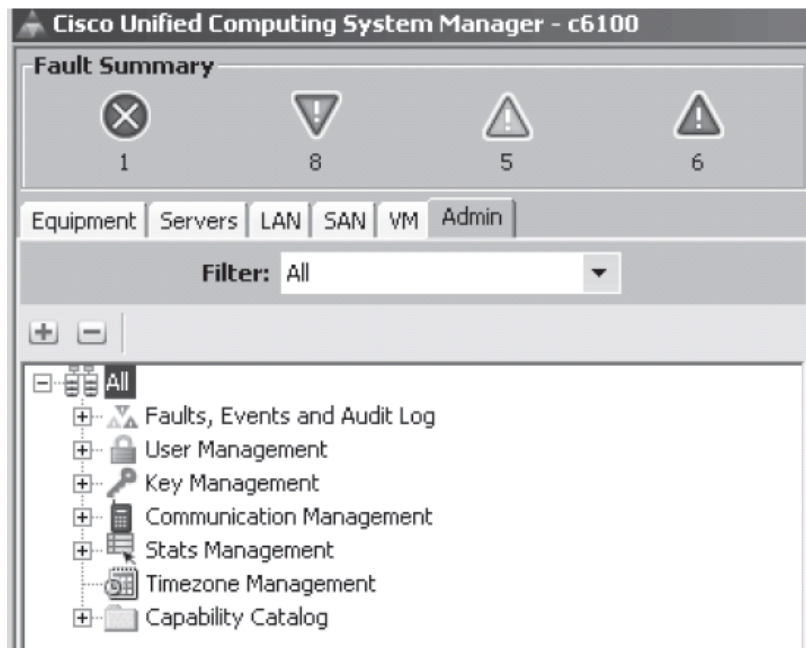 Cisco Unified Computing System Manager - c6100
Fault Summary
1 8 5 6
Equipment Servers LAN SAN VM Admin
Filter: All
All
Faults, Events and Audit Log
User Management
Key Management
Communication Management
Stats Management
Timezone Management
Capability Catalog